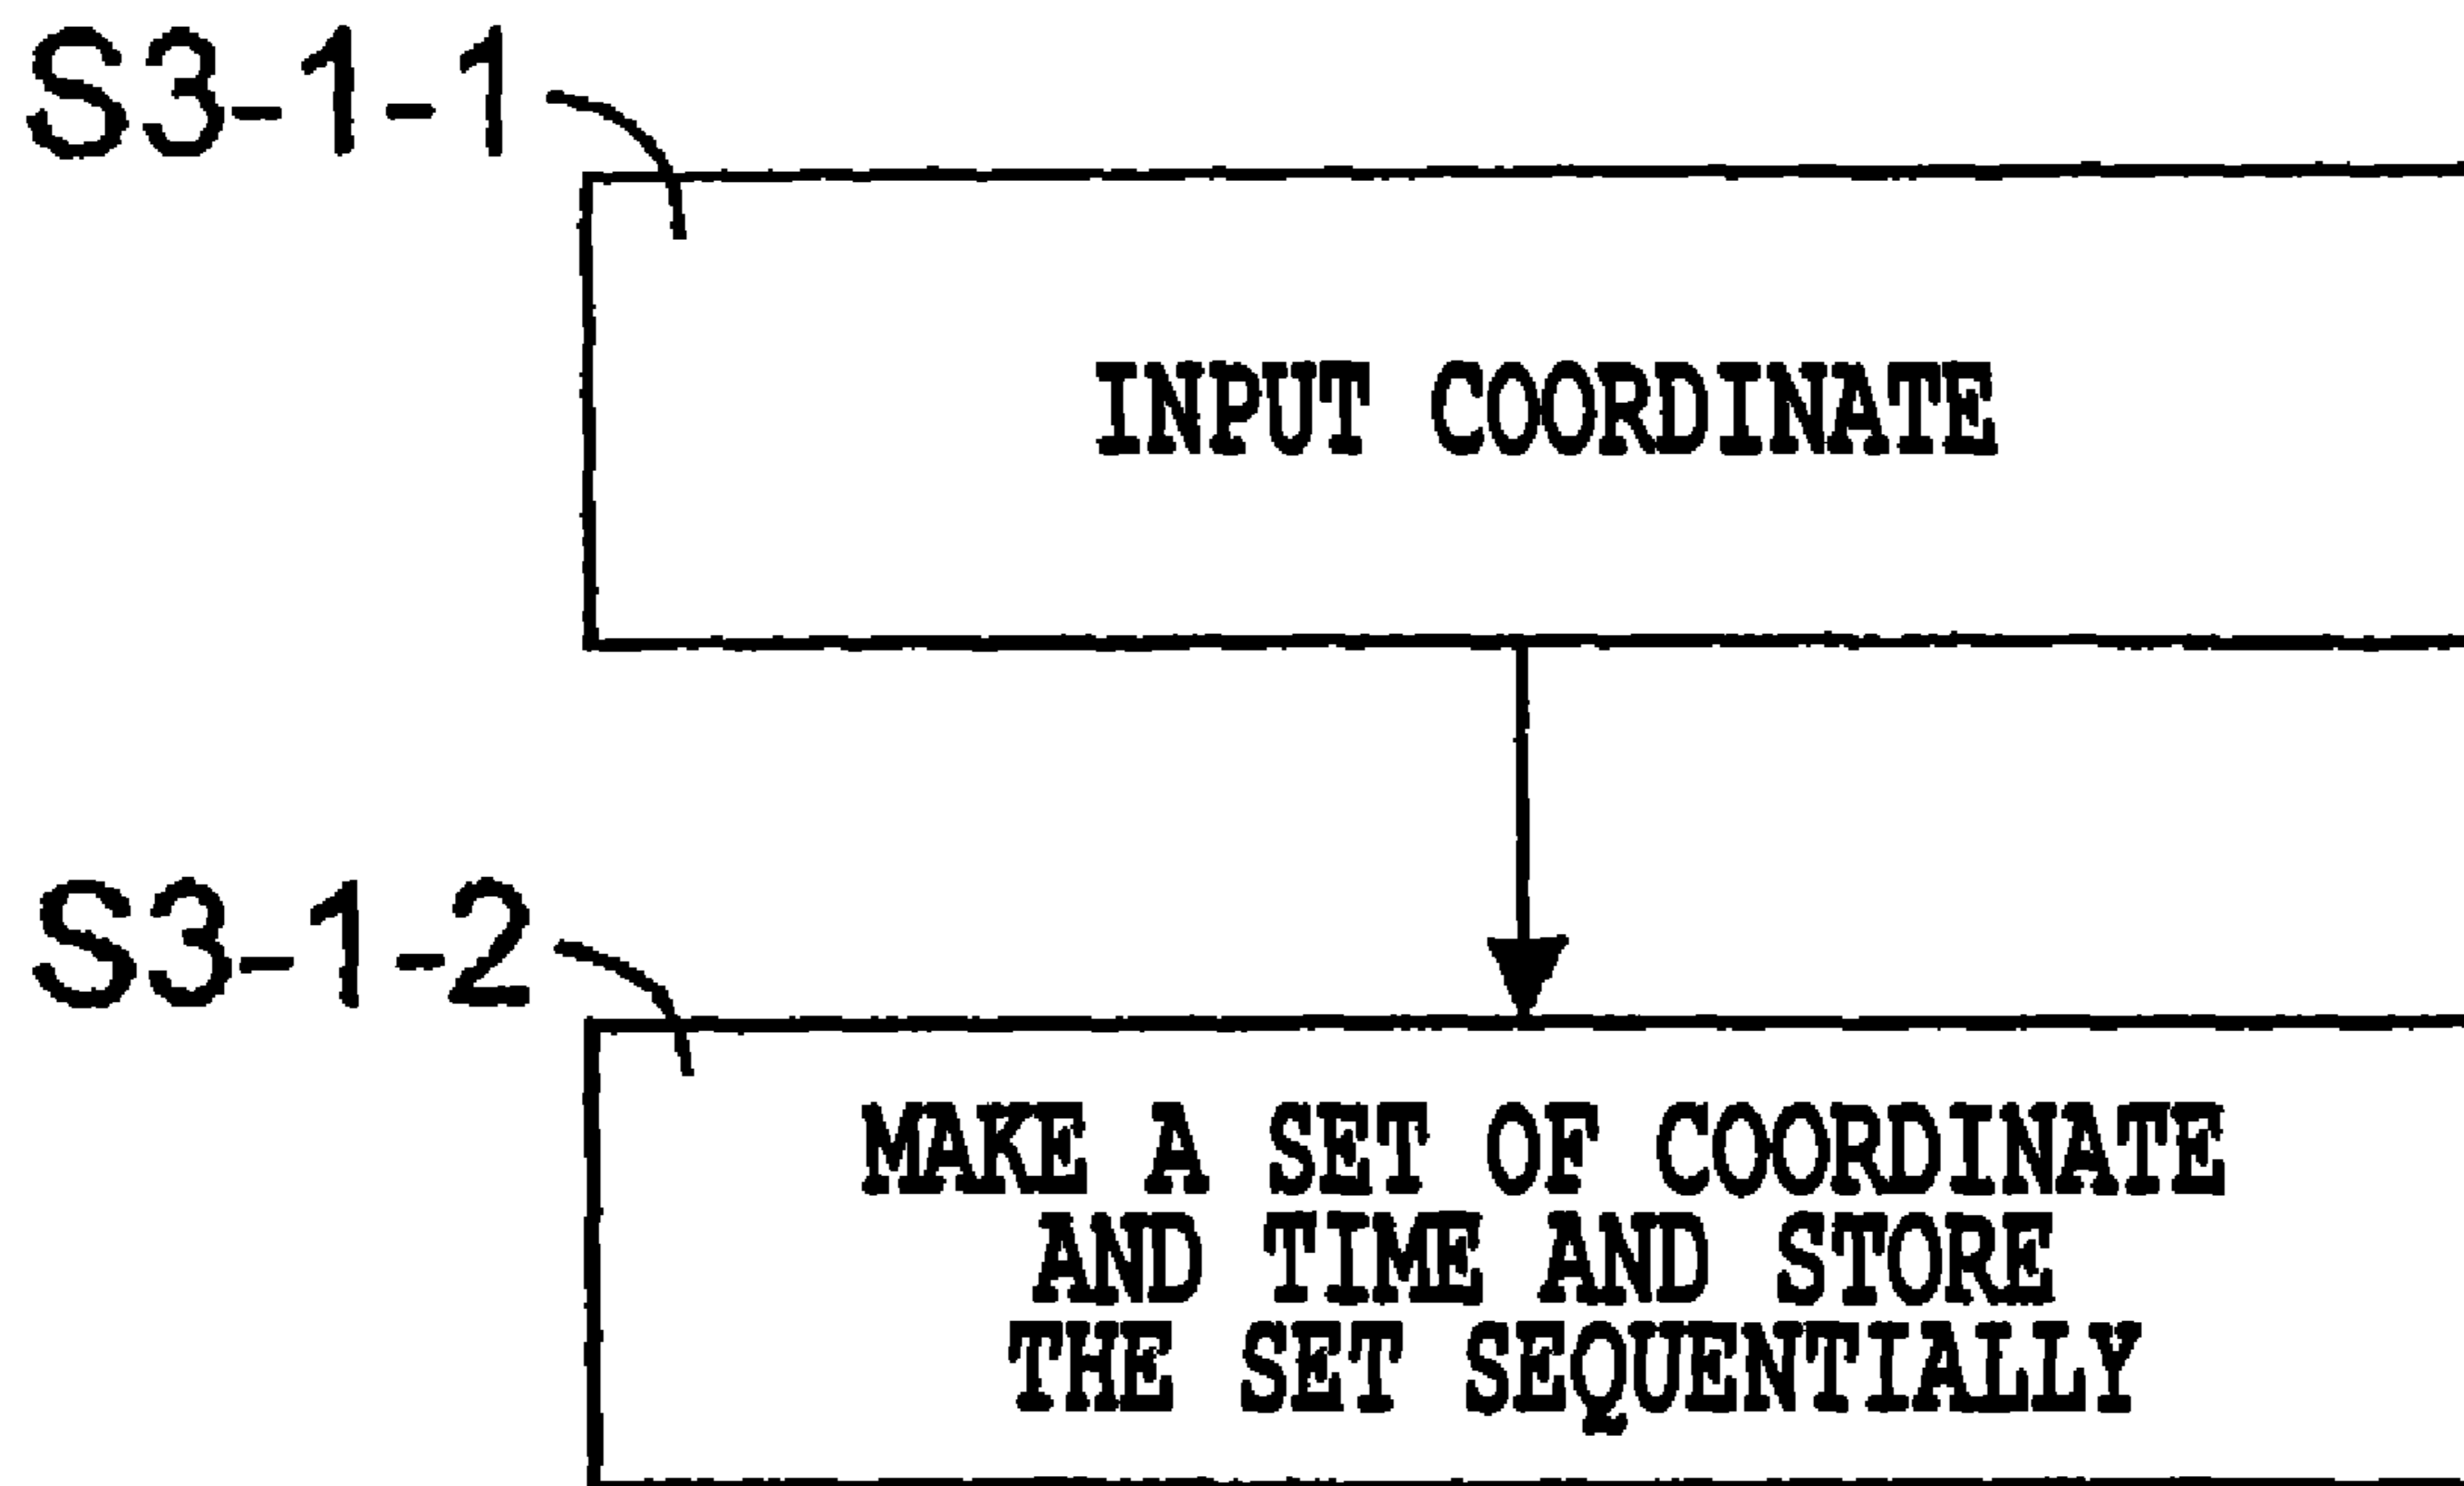 S3-1-1
INPUT COORDINATE
S3-1-2
MAKE A SET OF COORDINATE
AND TIME AND STORE
THE SET SEQUENTIALLY